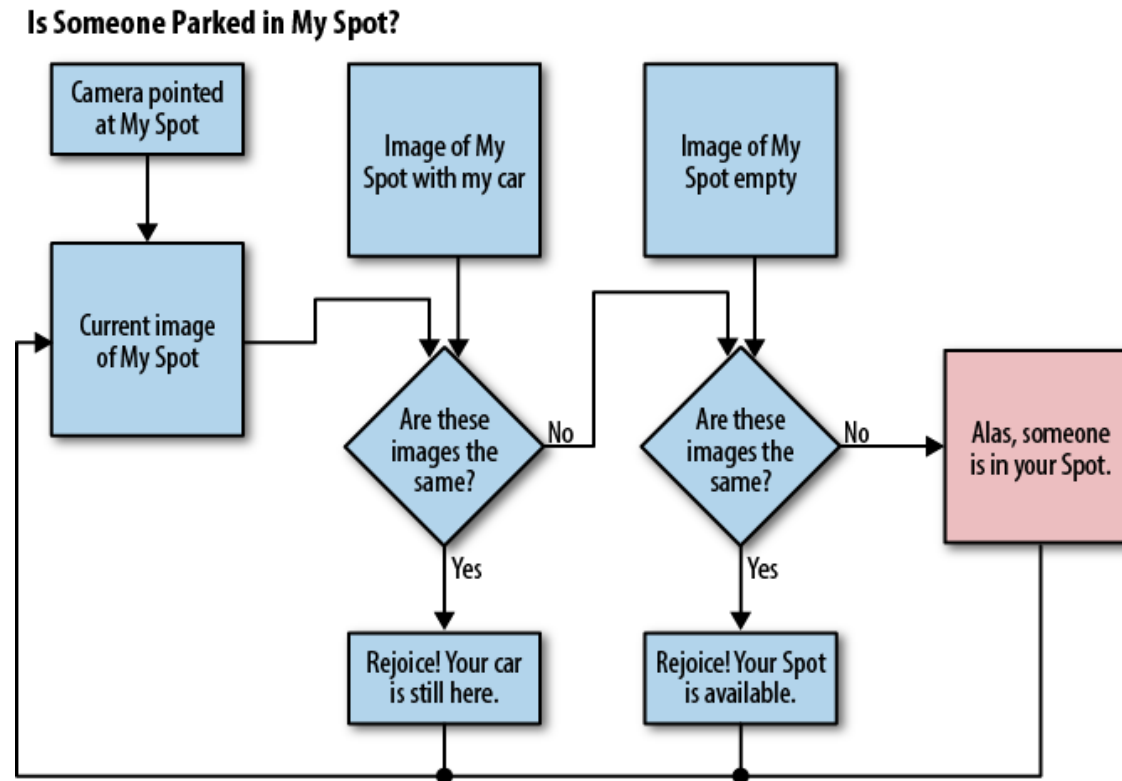 Is Someone Parked in My Spot?
Camera pointed
at My Spot
Image of My
Spot with my car
Image of My
Spot empty
Current image
of My Spot
Are these
images the
same?
No
Are these
images the
same?
No
Alas, someone
is in your Spot.
Yes
Yes
Rejoice! Your car
is still here.
Rejoice! Your Spot
is available.